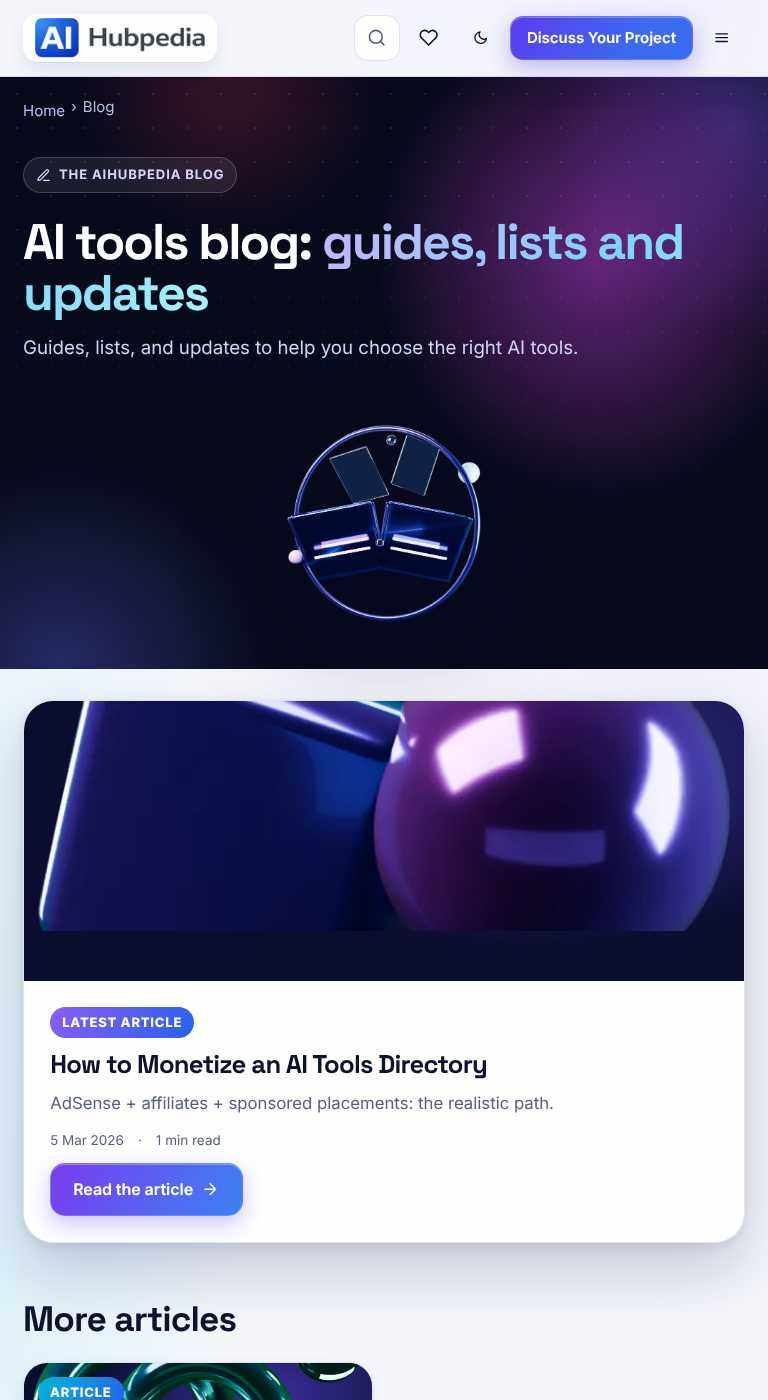 AI Hubpedia
Discuss Your Project
Home › Blog
THE AIHUBPEDIA BLOG
AI tools blog: guides, lists and
updates
Guides, lists, and updates to help you choose the right AI tools.
LATEST ARTICLE
How to Monetize an AI Tools Directory
AdSense + affiliates + sponsored placements: the realistic path.
5 Mar 2026 · 1 min read
Read the article →
More articles
ARTICLE